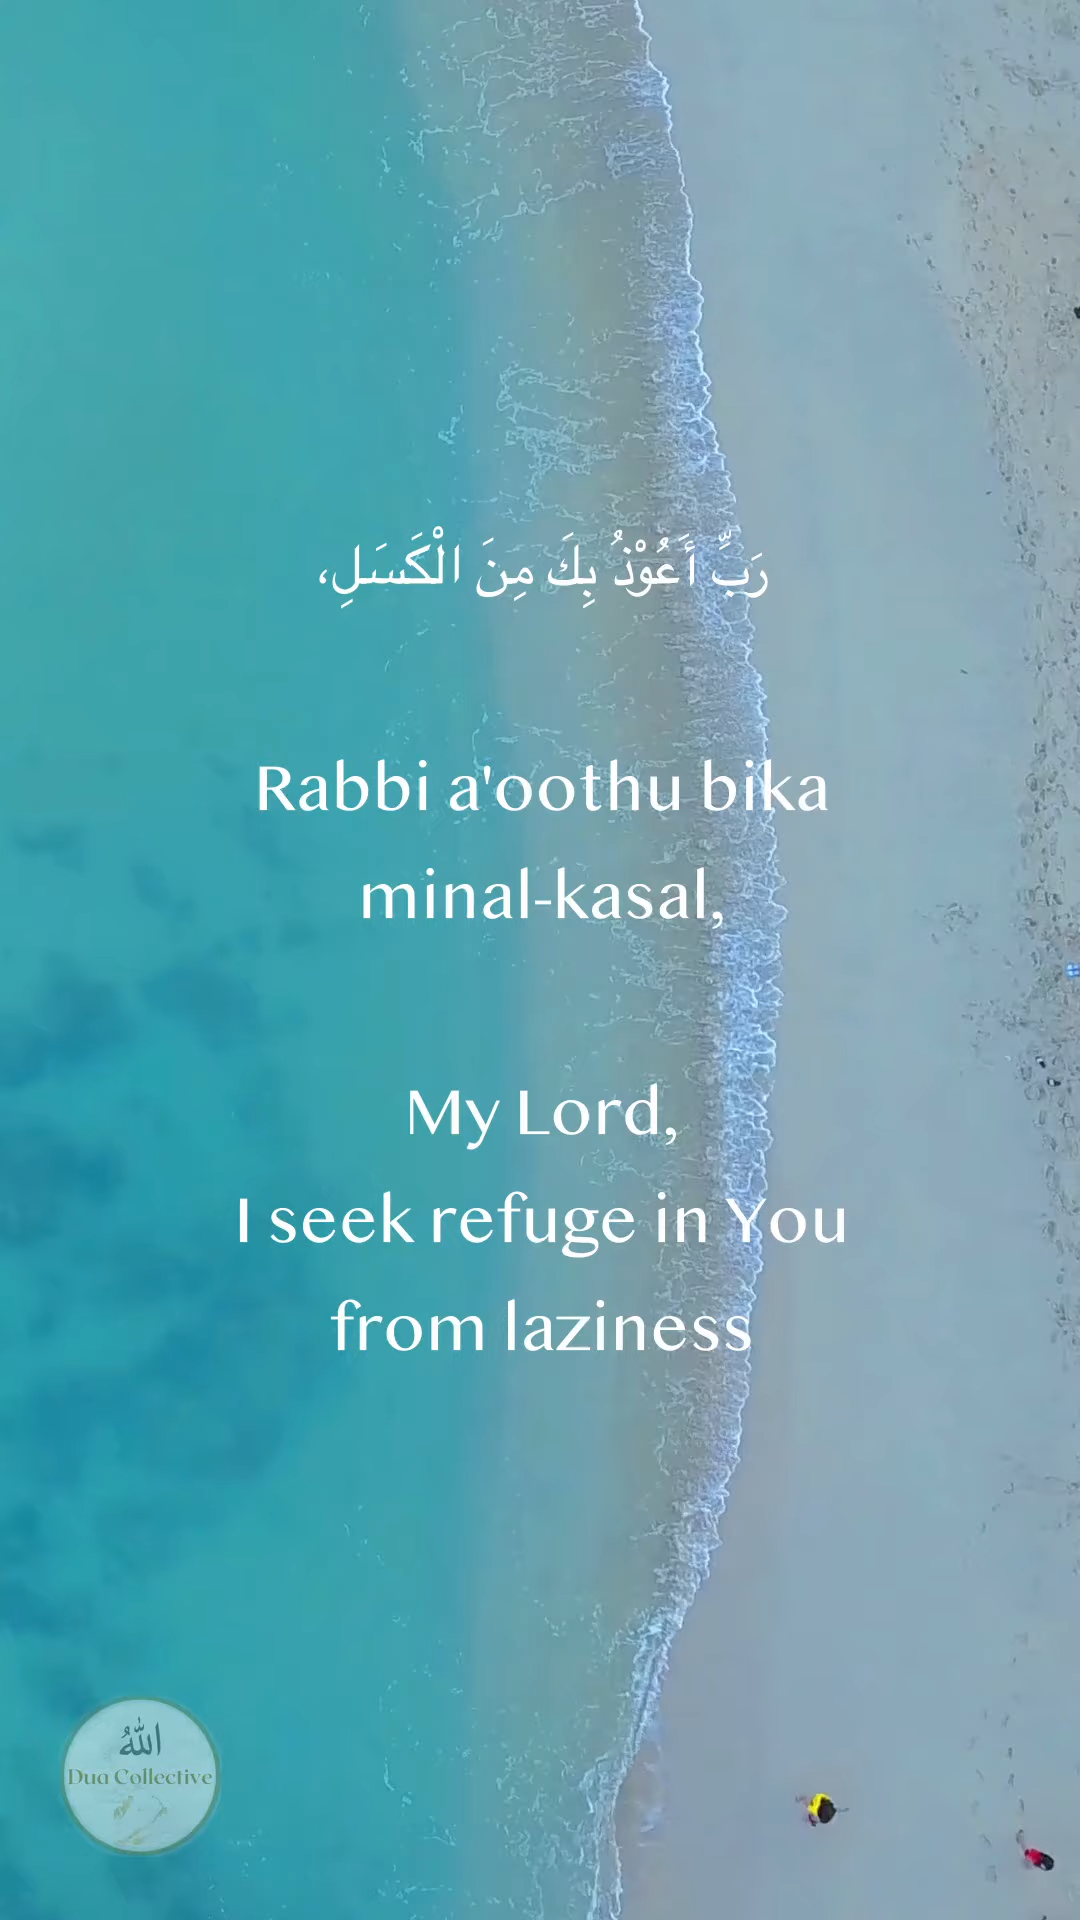 رَبِّ أَعُوْذُ بِكَ مِنَ الْكَسَلِ،
Rabbi a'oothu bika
minal-kasal,
My Lord,
I seek refuge in You
from laziness
اللهُ
Dua Collective